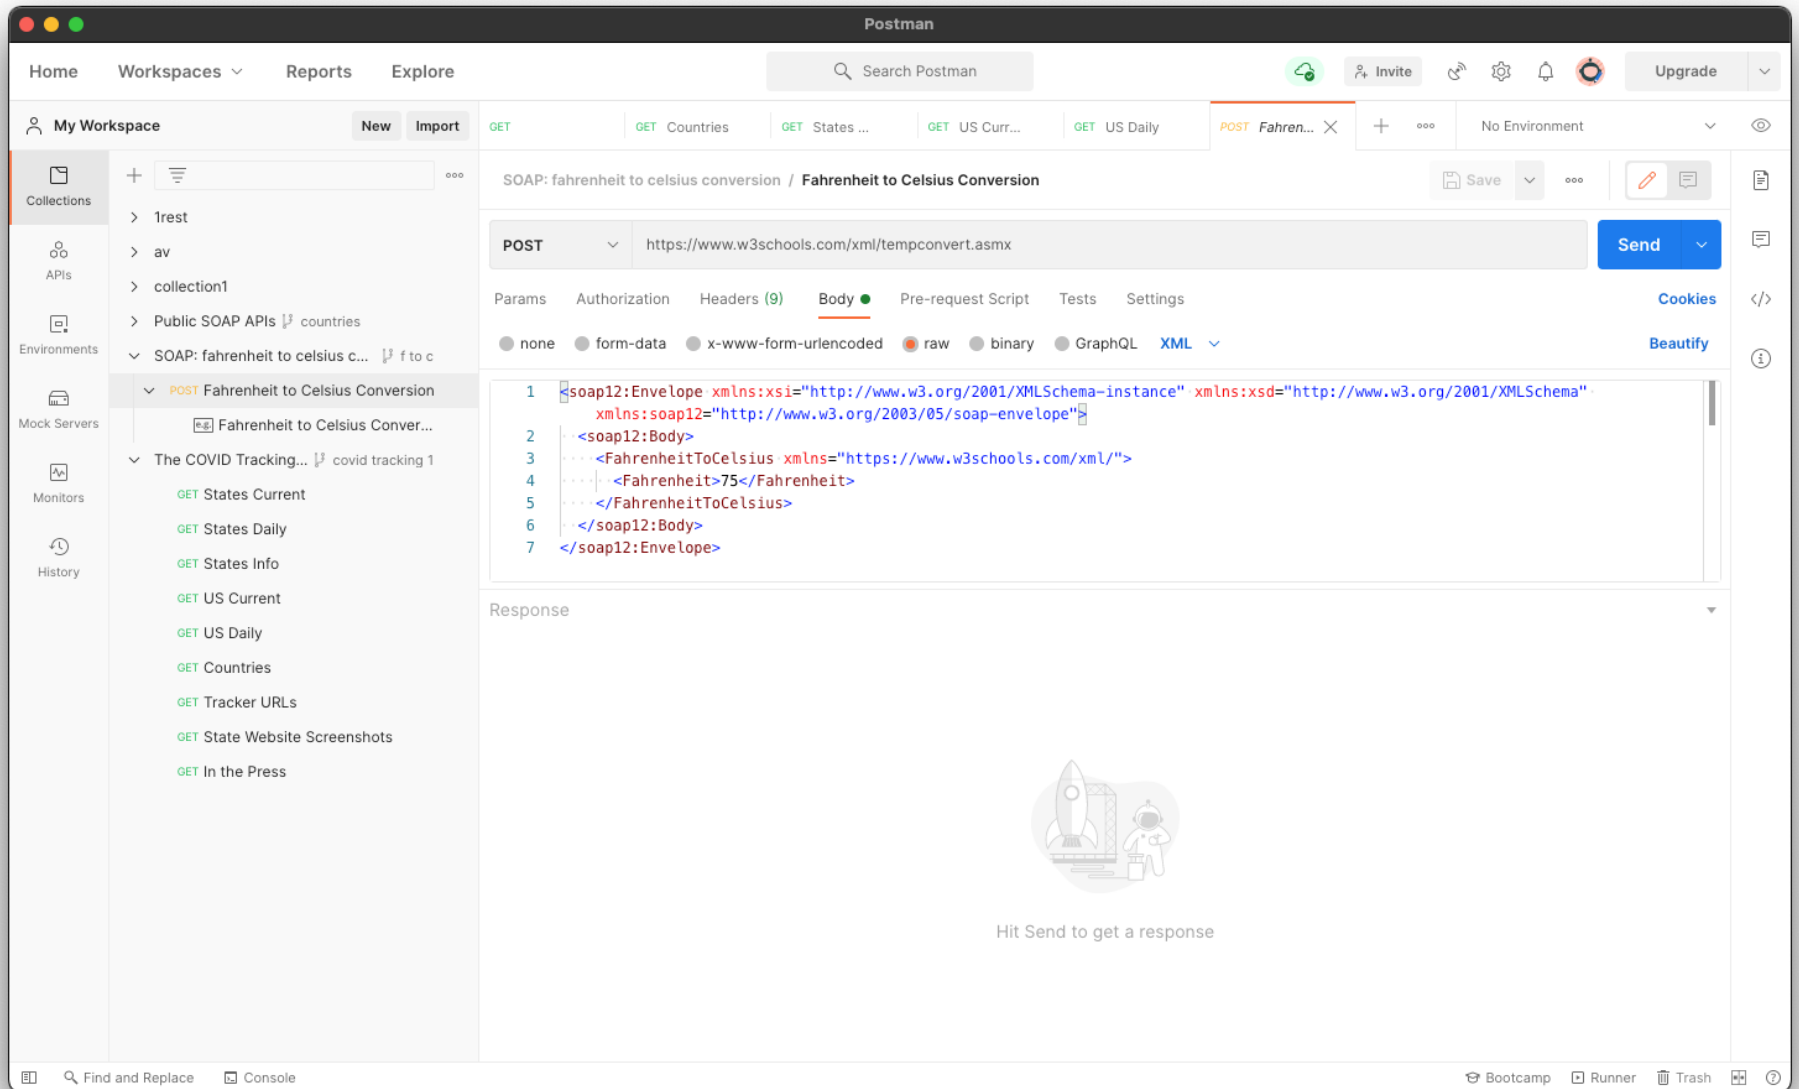 Postman
Home Workspaces Reports Explore
Search Postman
Invite
Upgrade
My Workspace
New Import
GET
GET Countries
GET States ...
GET US Curr...
GET US Daily
POST Fahren...
No Environment
Collections
APIs
Environments
Mock Servers
Monitors
History
1rest
av
collection1
Public SOAP APIs countries
SOAP: fahrenheit to celsius c... f to c
POST Fahrenheit to Celsius Conversion
e.g. Fahrenheit to Celsius Conver...
The COVID Tracking... covid tracking 1
GET States Current
GET States Daily
GET States Info
GET US Current
GET US Daily
GET Countries
GET Tracker URLs
GET State Website Screenshots
GET In the Press
SOAP: fahrenheit to celsius conversion / Fahrenheit to Celsius Conversion
Save
POST https://www.w3schools.com/xml/tempconvert.asmx
Send
Params Authorization Headers (9) Body Pre-request Script Tests Settings
Cookies
none form-data x-www-form-urlencoded raw binary GraphQL XML
Beautify
1 <soap12:Envelope xmlns:xsi="http://www.w3.org/2001/XMLSchema-instance" xmlns:xsd="http://www.w3.org/2001/XMLSchema"
xmlns:soap12="http://www.w3.org/2003/05/soap-envelope">
2 <soap12:Body>
3 <FahrenheitToCelsius xmlns="https://www.w3schools.com/xml/">
4 <Fahrenheit>75</Fahrenheit>
5 </FahrenheitToCelsius>
6 </soap12:Body>
7 </soap12:Envelope>
Response
Hit Send to get a response
Find and Replace Console
Bootcamp Runner Trash